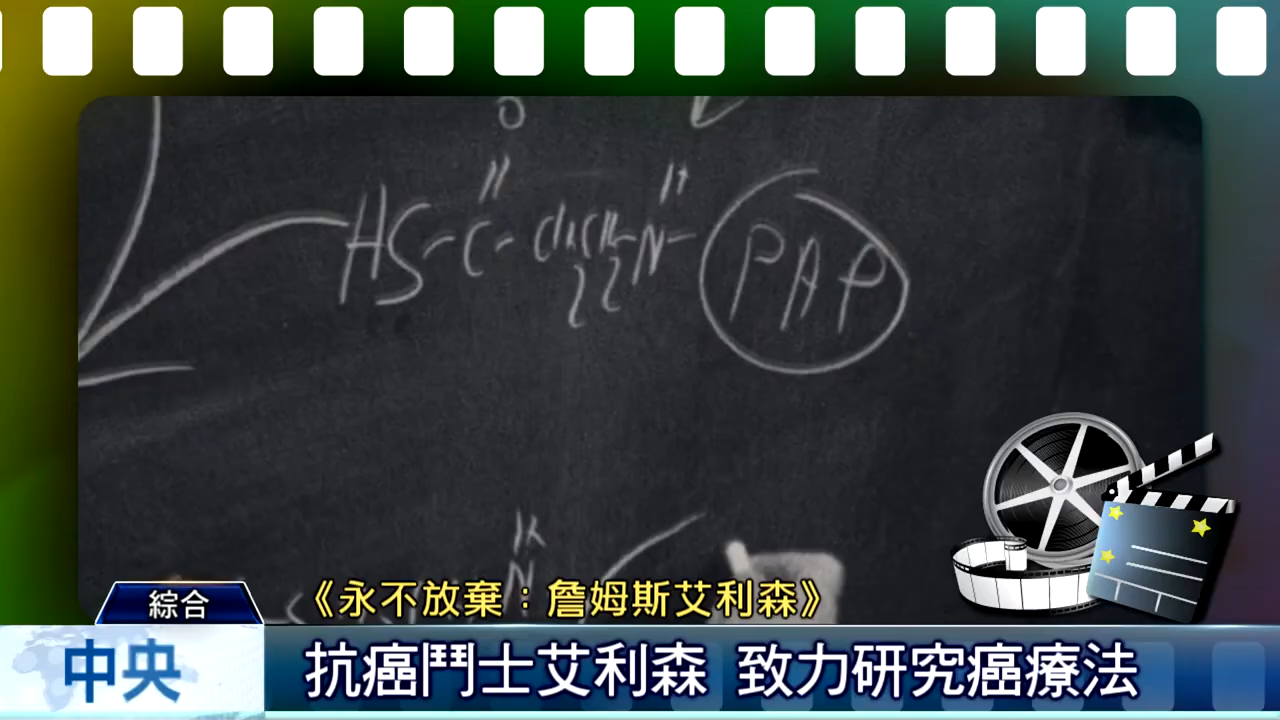 O
HS-C-CH2CH2-N-
H
PAP
H
N
綜合
《永不放棄：詹姆斯艾利森》
中央
抗癌鬥士艾利森 致力研究癌療法